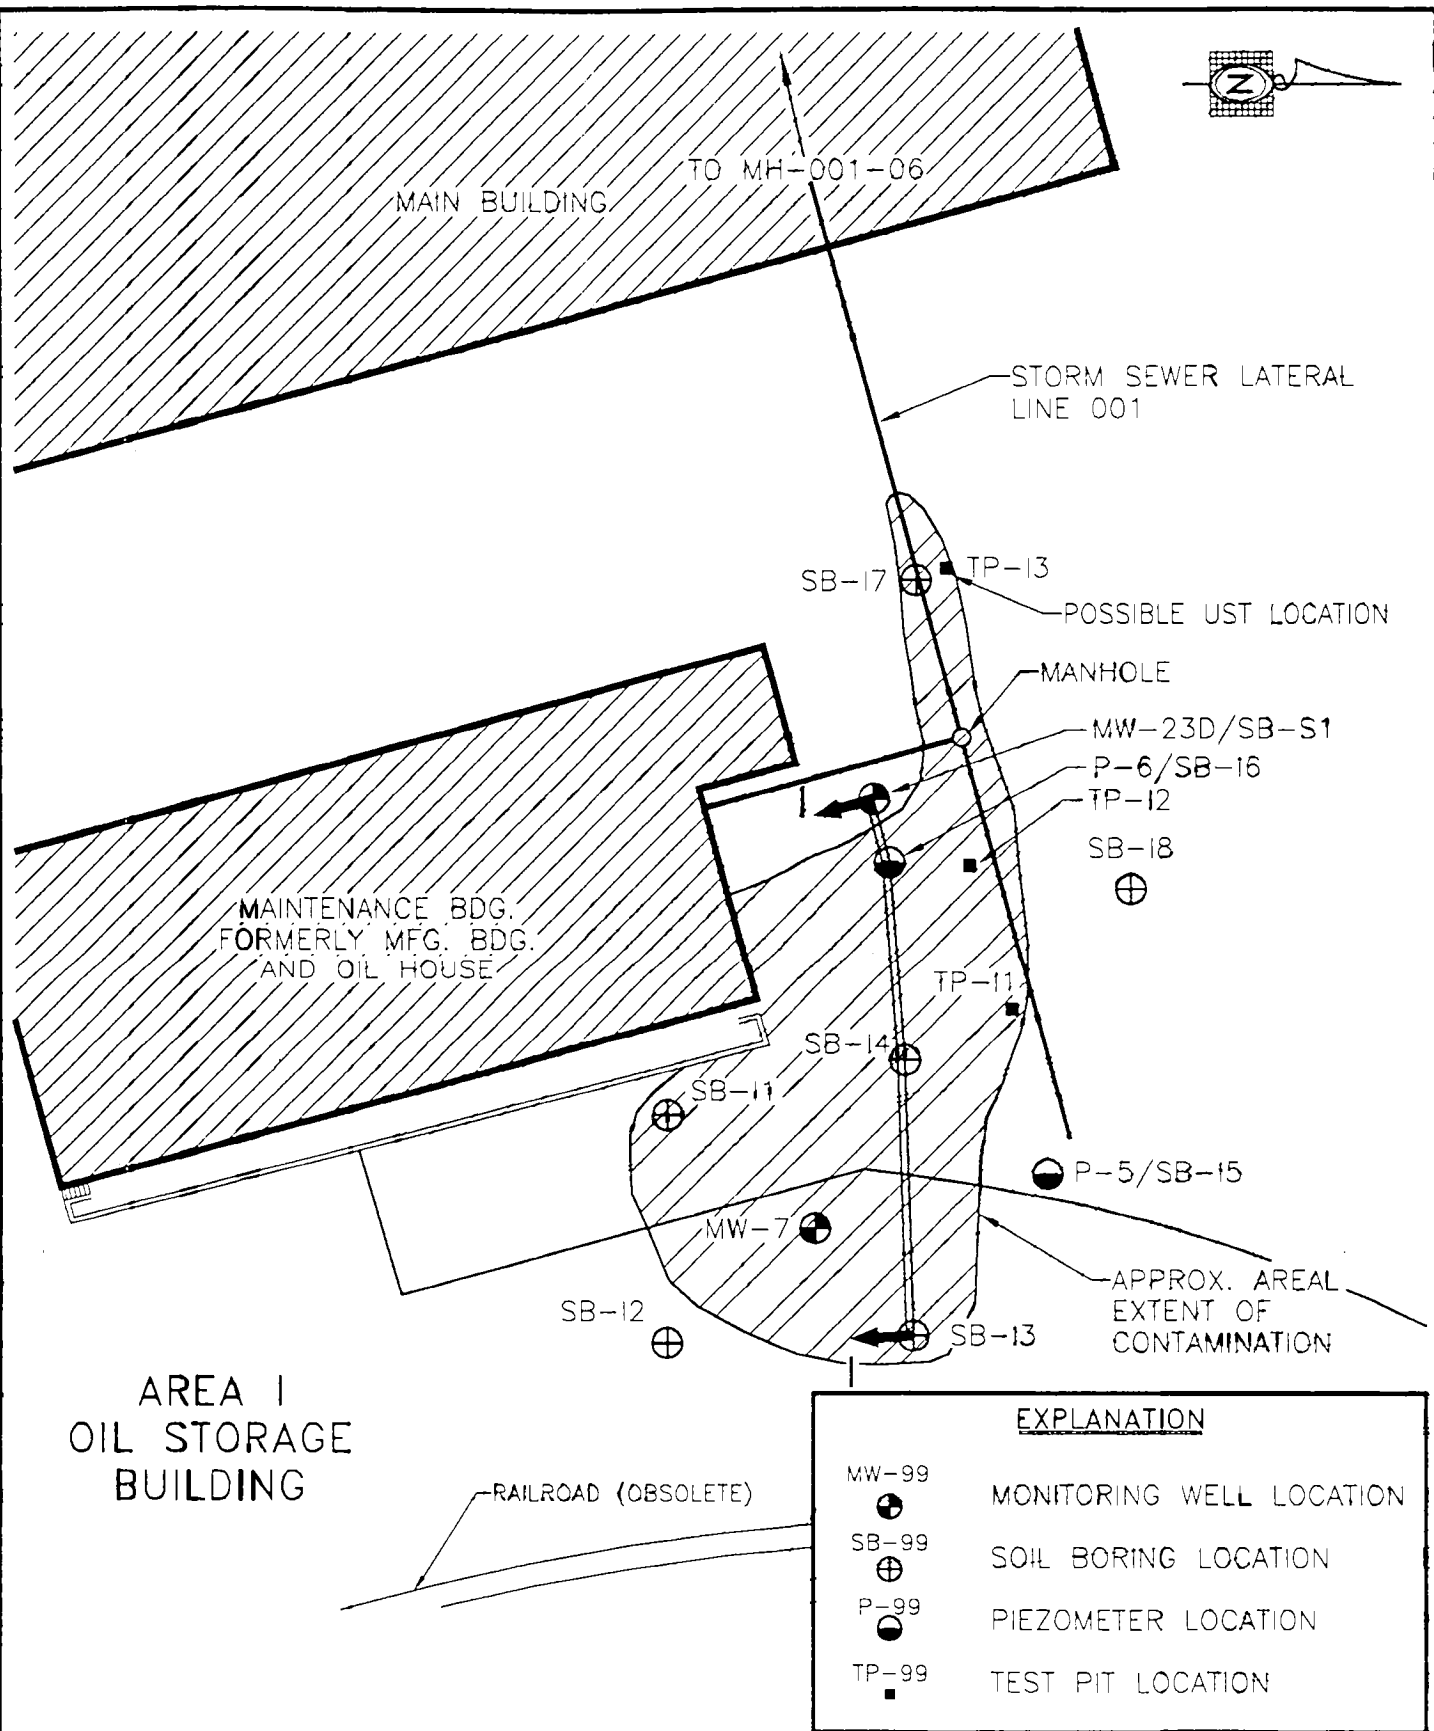 N
TO MH-001-06
MAIN BUILDING
STORM SEWER LATERAL
LINE 001
SB-17
TP-13
POSSIBLE UST LOCATION
MANHOLE
MW-23D/SB-S1
P-6/SB-16
TP-12
SB-18
I
MAINTENANCE BDG.
FORMERLY MFG. BDG.
AND OIL HOUSE
TP-11
SB-14
SB-11
P-5/SB-15
MW-7
APPROX. AREAL
EXTENT OF
CONTAMINATION
SB-12
SB-13
I
AREA I
OIL STORAGE
BUILDING
RAILROAD (OBSOLETE)
EXPLANATION
MW-99
MONITORING WELL LOCATION
SB-99
SOIL BORING LOCATION
P-99
PIEZOMETER LOCATION
TP-99
TEST PIT LOCATION